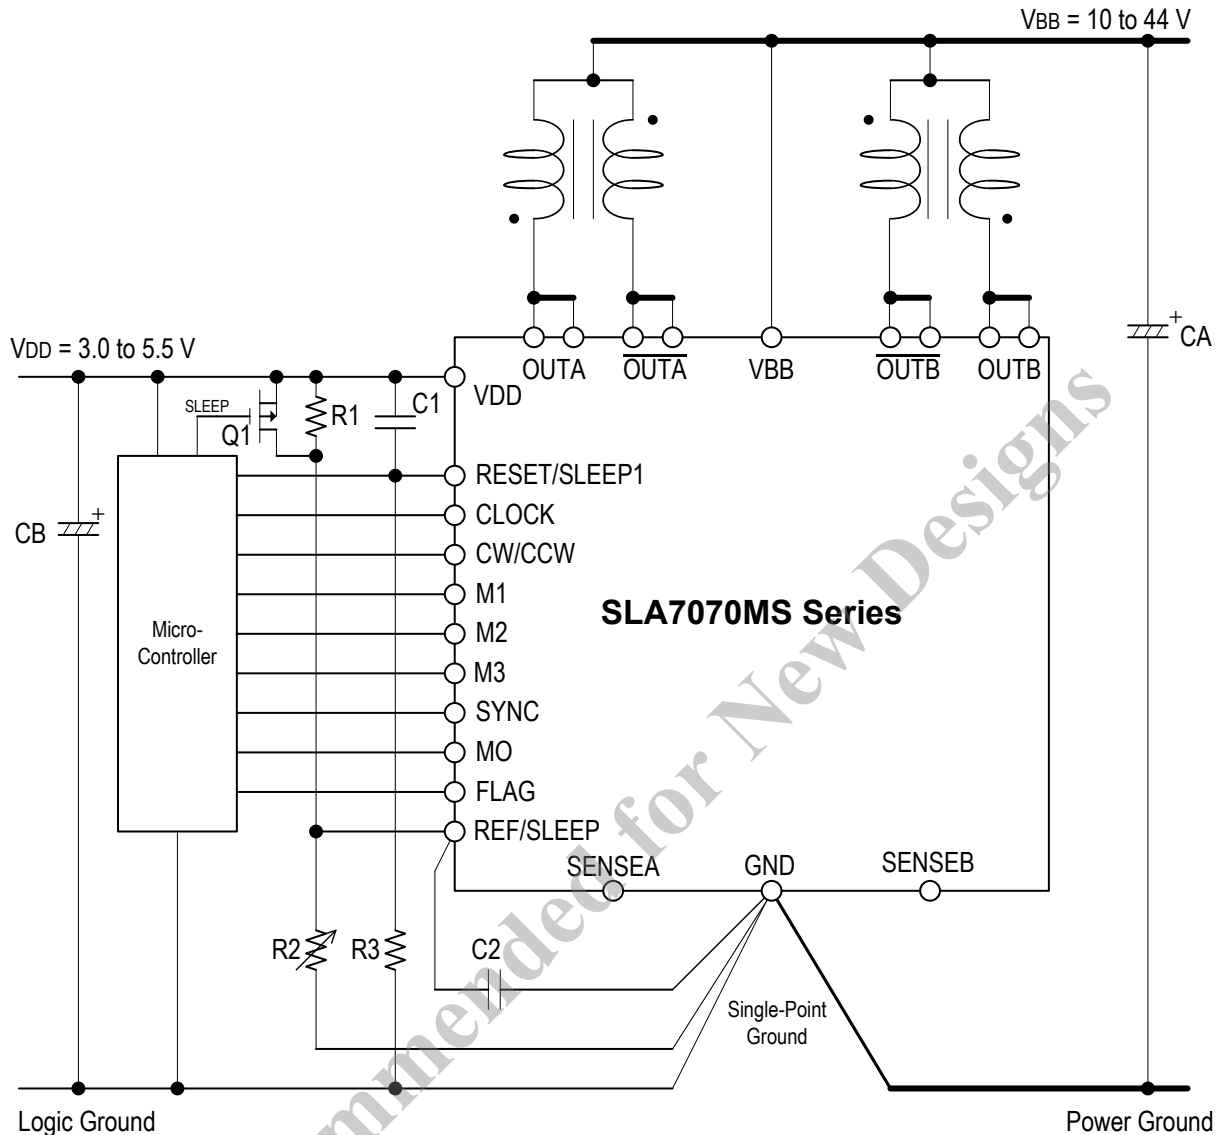 VBB = 10 to 44 V
CA
+
VDD = 3.0 to 5.5 V
OUTA
OUTA
VBB
OUTB
OUTB
VDD
SLEEP
Q1
R1
C1
RESET/SLEEP1
CLOCK
CB
+
CW/CCW
M1
SLA7070MS Series
Micro-
Controller
M2
M3
SYNC
MO
FLAG
REF/SLEEP
SENSEA
GND
SENSEB
R2
R3
C2
Single-Point
Ground
Logic Ground
Power Ground
mmended for New Designs